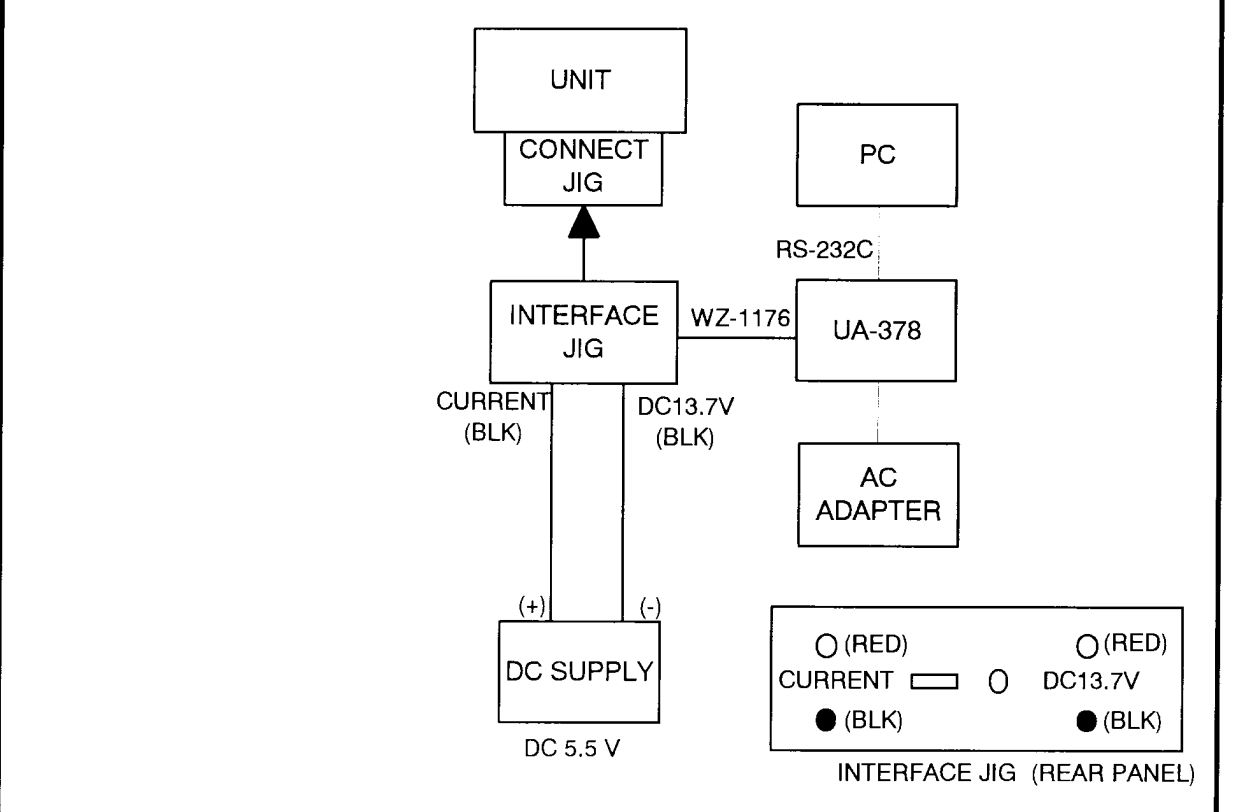 UNIT
CONNECT
JIG
PC
RS-232C
INTERFACE
JIG
WZ-1176
UA-378
CURRENT
(BLK)
DC13.7V
(BLK)
AC
ADAPTER
(+)
(-)
DC SUPPLY
DC 5.5 V
(RED)
(RED)
CURRENT
DC13.7V
(BLK)
(BLK)
INTERFACE JIG (REAR PANEL)